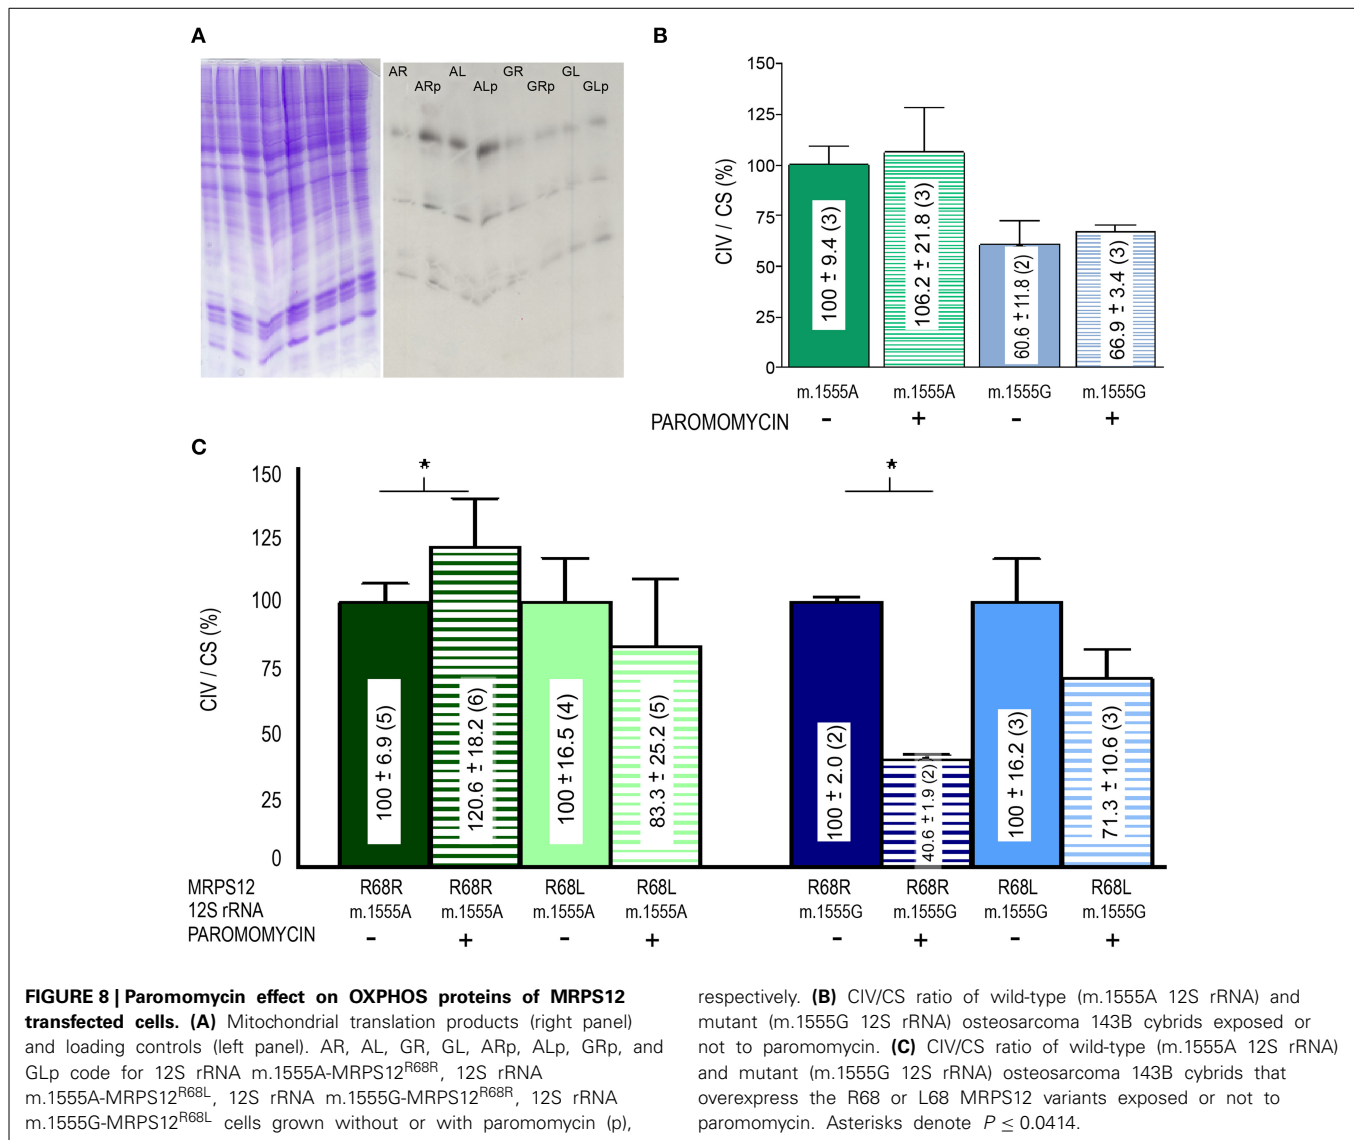 A
AR AL GR GL
ARp ALp GRp GLp
B
150
125
100
75
50
25
0
CIV / CS (%)
100 ± 9.4 (3)
106.2 ± 21.8 (3)
60.6 ± 11.8 (2)
66.9 ± 3.4 (3)
m.1555A m.1555A m.1555G m.1555G
PAROMOMYCIN - + - +
C
150
125
100
75
50
25
0
CIV / CS (%)
* *
100 ± 6.9 (5)
120.6 ± 18.2 (6)
100 ± 16.5 (4)
83.3 ± 25.2 (5)
100 ± 2.0 (2)
40.6 ± 1.9 (2)
100 ± 16.2 (3)
71.3 ± 10.6 (3)
MRPS12 R68R R68R R68L R68L R68R R68R R68L R68L
12S rRNA m.1555A m.1555A m.1555A m.1555A m.1555G m.1555G m.1555G m.1555G
PAROMOMYCIN - + - + - + - +
FIGURE 8 | Paromomycin effect on OXPHOS proteins of MRPS12
transfected cells. (A) Mitochondrial translation products (right panel)
and loading controls (left panel). AR, AL, GR, GL, ARp, ALp, GRp, and
GLp code for 12S rRNA m.1555A-MRPS12R68R, 12S rRNA
m.1555A-MRPS12R68L, 12S rRNA m.1555G-MRPS12R68R, 12S rRNA
m.1555G-MRPS12R68L cells grown without or with paromomycin (p),
respectively. (B) CIV/CS ratio of wild-type (m.1555A 12S rRNA) and
mutant (m.1555G 12S rRNA) osteosarcoma 143B cybrids exposed or
not to paromomycin. (C) CIV/CS ratio of wild-type (m.1555A 12S rRNA)
and mutant (m.1555G 12S rRNA) osteosarcoma 143B cybrids that
overexpress the R68 or L68 MRPS12 variants exposed or not to
paromomycin. Asterisks denote P ≤ 0.0414.